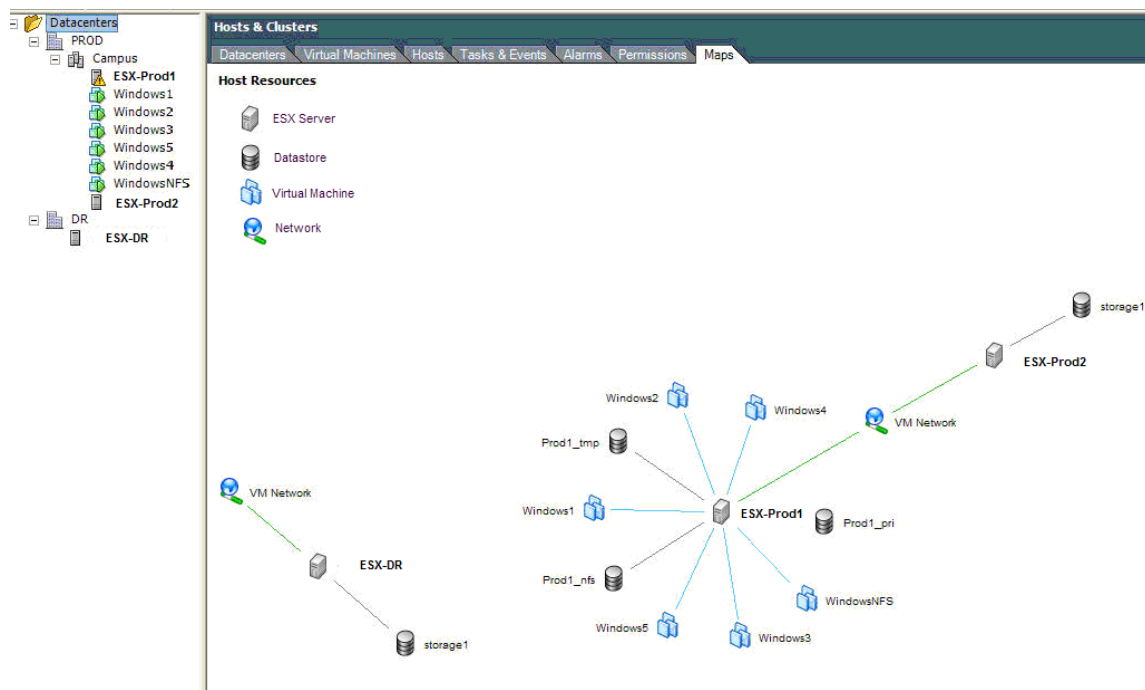 Datacenters
PROD
Campus
ESX-Prod1
Windows1
Windows2
Windows3
Windows5
Windows4
WindowsNFS
ESX-Prod2
DR
ESX-DR
Hosts & Clusters
Datacenters Virtual Machines Hosts Tasks & Events Alarms Permissions Maps
Host Resources
ESX Server
Datastore
Virtual Machine
Network
storage1
ESX-Prod2
Windows2
Windows4
VM Network
Prod1_tmp
VM Network
Windows1
ESX-Prod1
Prod1_pri
ESX-DR
Prod1_nfs
WindowsNFS
Windows5
Windows3
storage1